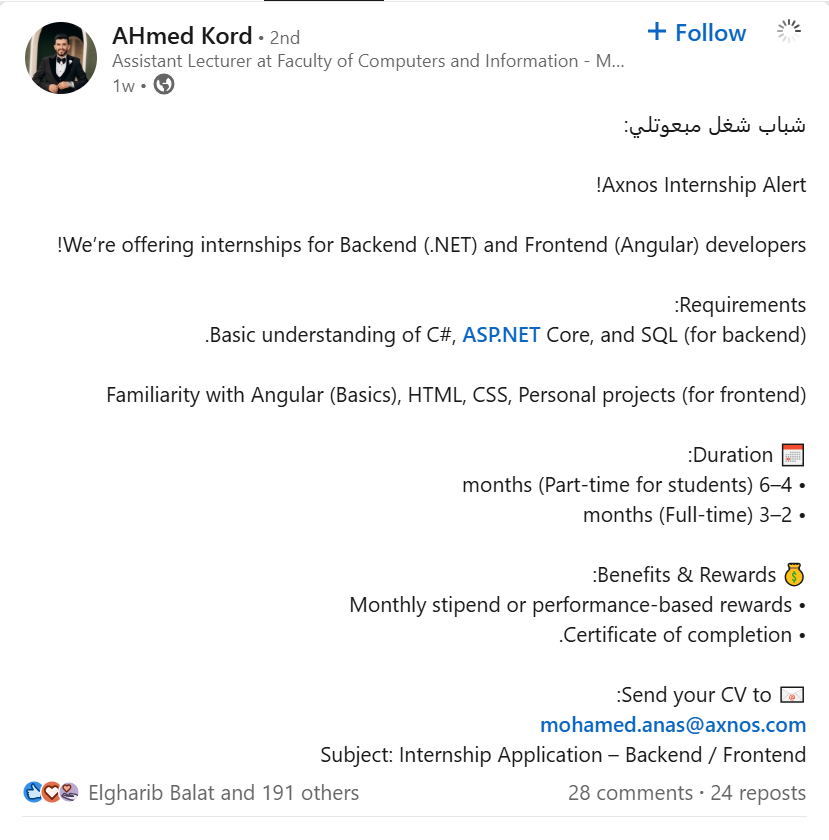 AHmed Kord • 2nd
+ Follow
Assistant Lecturer at Faculty of Computers and Information - M...
1w •
شباب شغل مبعوتلي:
Axnos Internship Alert!
We’re offering internships for Backend (.NET) and Frontend (Angular) developers!
Requirements:
Basic understanding of C#, ASP.NET Core, and SQL (for backend).
Familiarity with Angular (Basics), HTML, CSS, Personal projects (for frontend)
📅 Duration:
• 4–6 months (Part-time for students)
• 2–3 months (Full-time)
💰 Benefits & Rewards:
• Monthly stipend or performance-based rewards
• Certificate of completion.
📧 Send your CV to:
mohamed.anas@axnos.com
Subject: Internship Application – Backend / Frontend
Elgharib Balat and 191 others
28 comments • 24 reposts